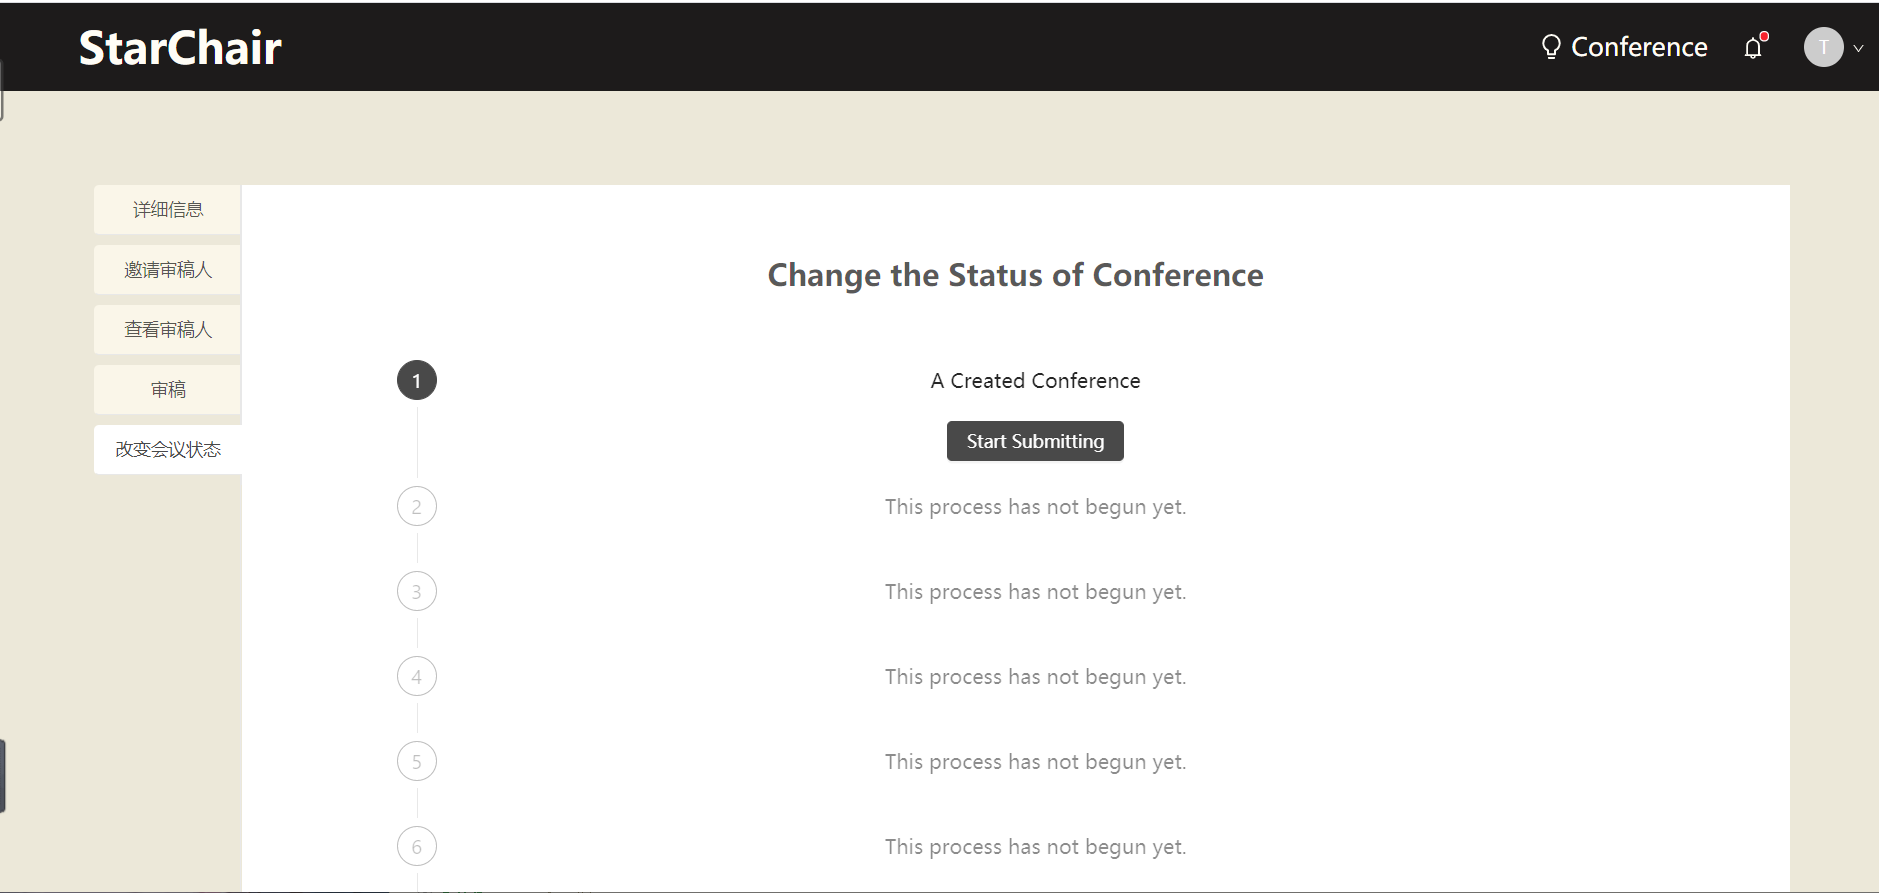 StarChair
Conference
T
详细信息
邀请审稿人
查看审稿人
审稿
改变会议状态
Change the Status of Conference
1
A Created Conference
Start Submitting
2
This process has not begun yet.
3
This process has not begun yet.
4
This process has not begun yet.
5
This process has not begun yet.
6
This process has not begun yet.